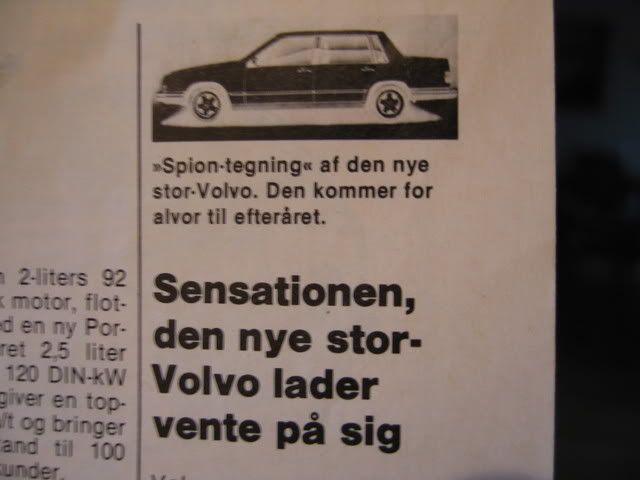 »Spion-tegning« af den nye
stor-Volvo. Den kommer for
alvor til efteråret.
Sensationen,
den nye stor-
Volvo lader
vente på sig
2-liters 92
motor, flot-
en ny Por-
2,5 liter
120 DIN-kW
giver en top-
og bringer
til 100